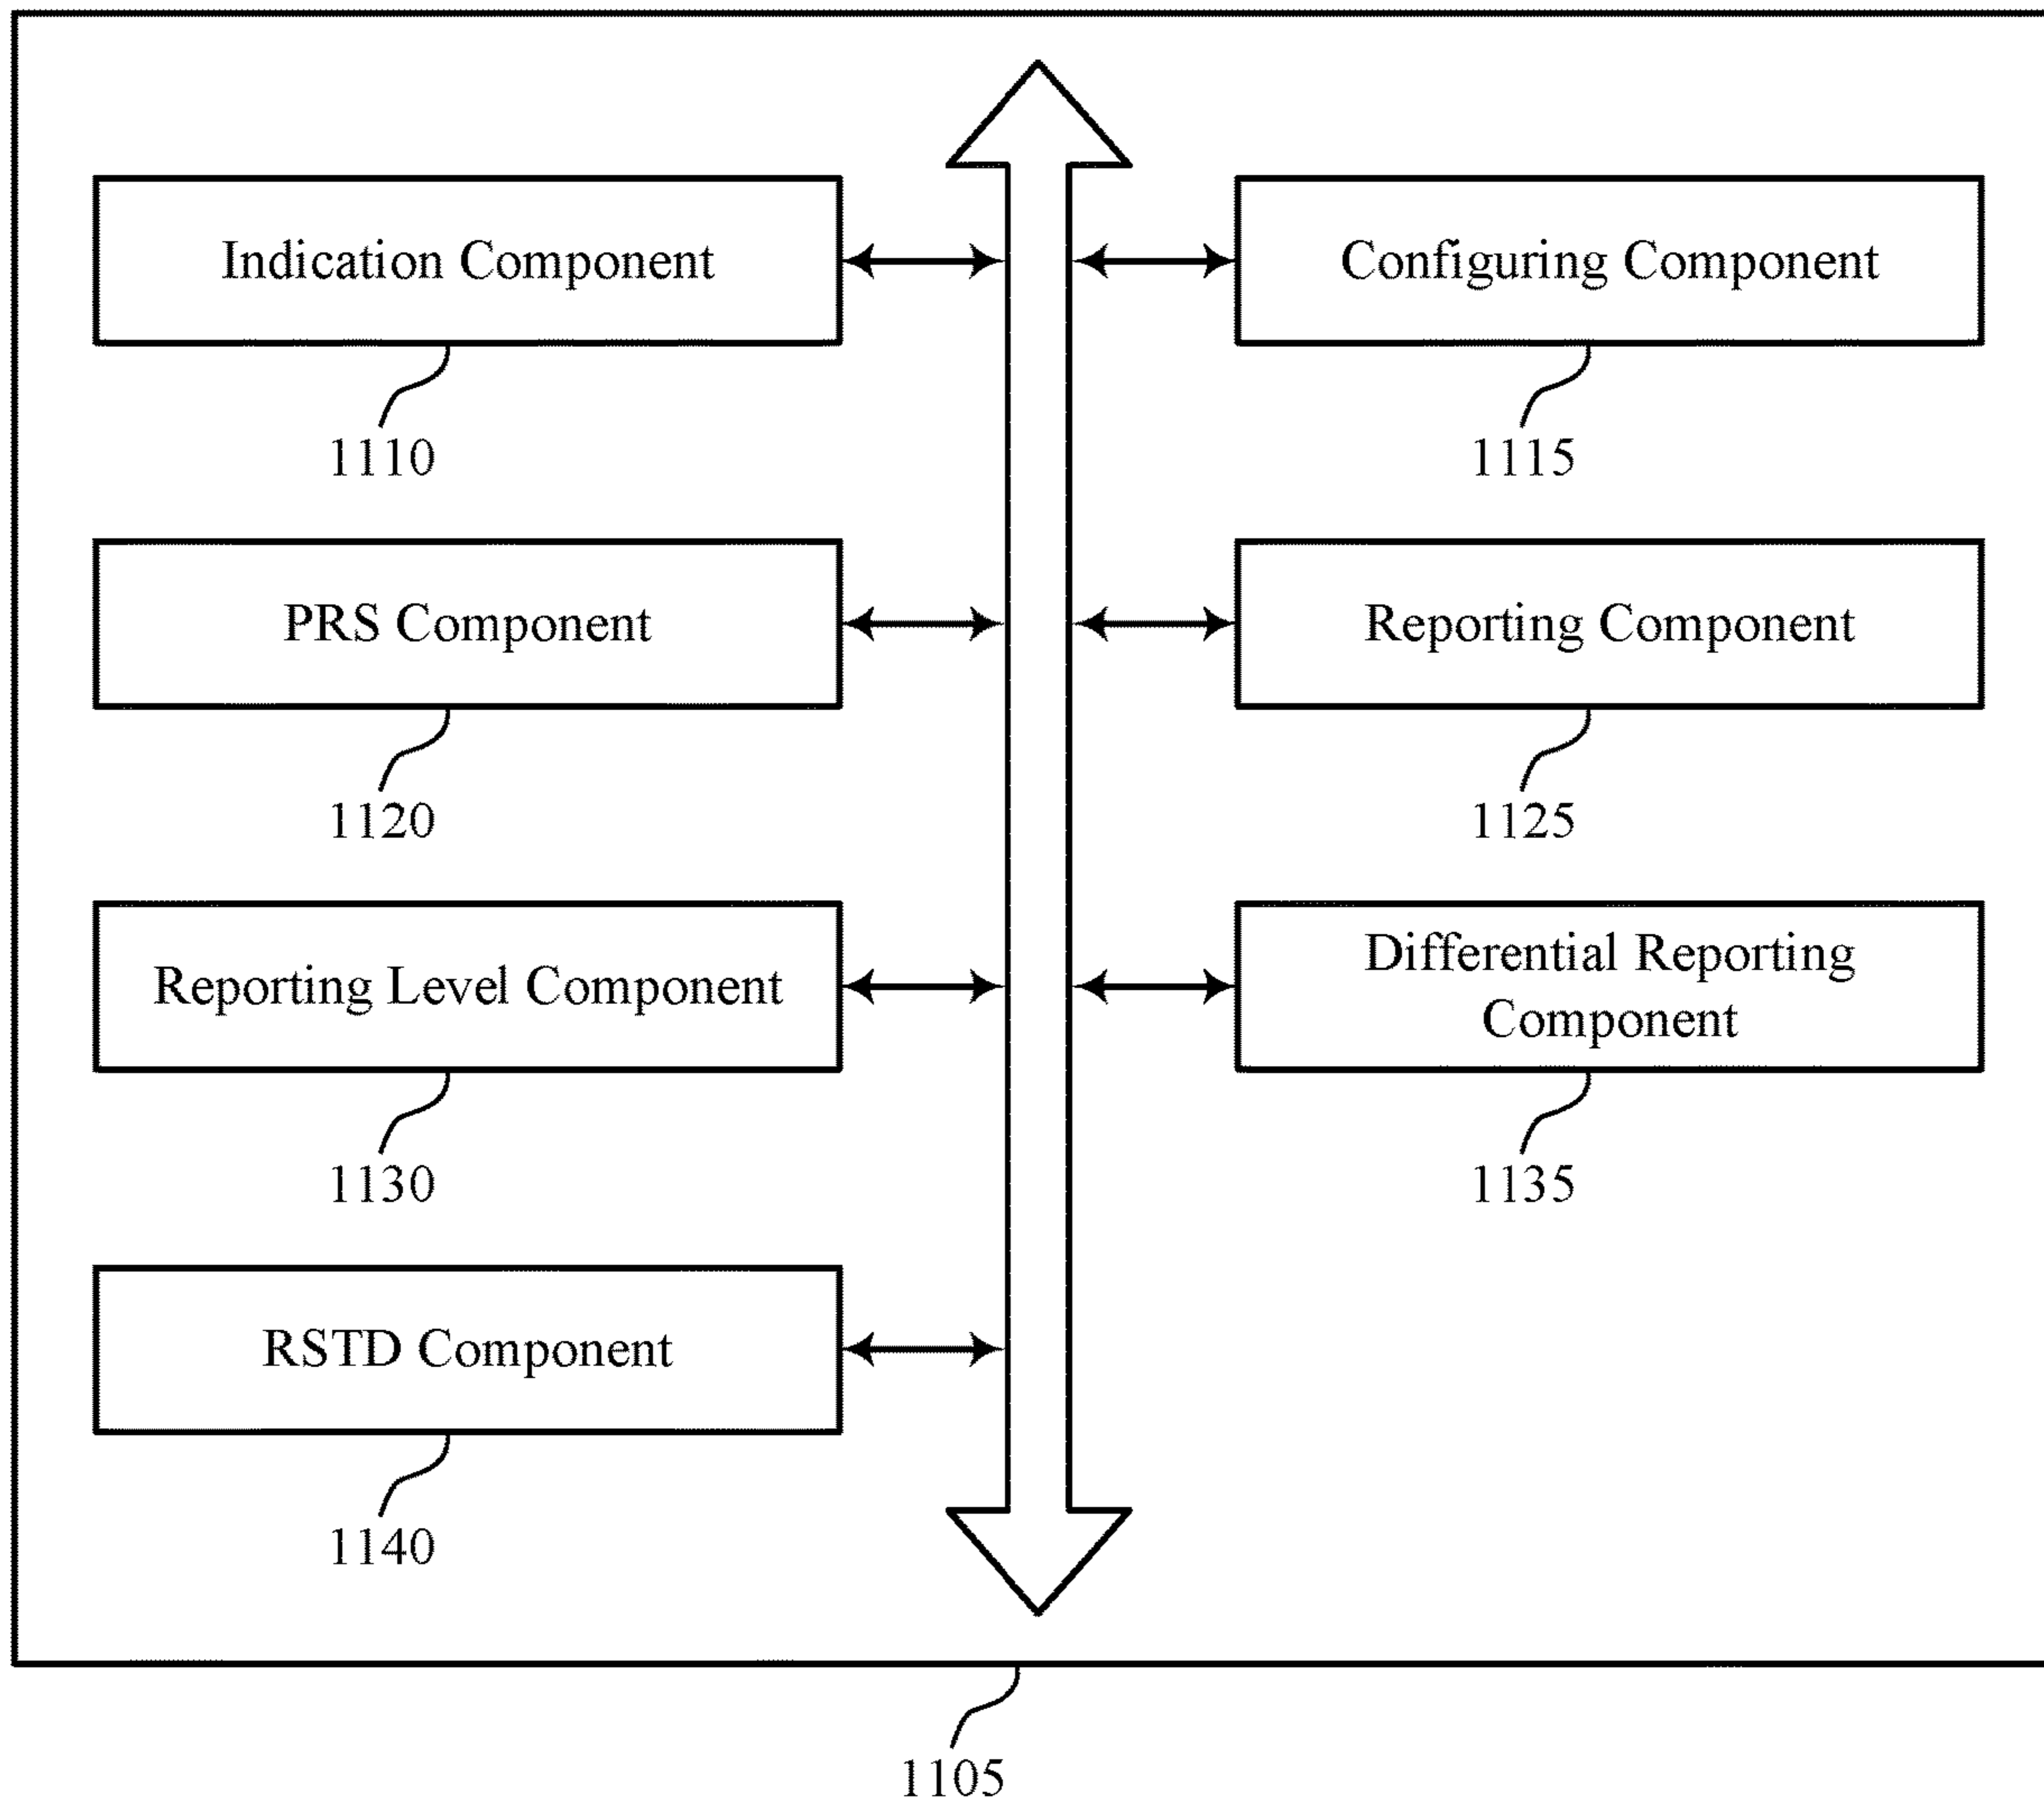 Indication Component
Configuring Component
1110
1115
PRS Component
Reporting Component
1120
1125
Reporting Level Component
Differential Reporting
Component
1130
1135
RSTD Component
1140
1105